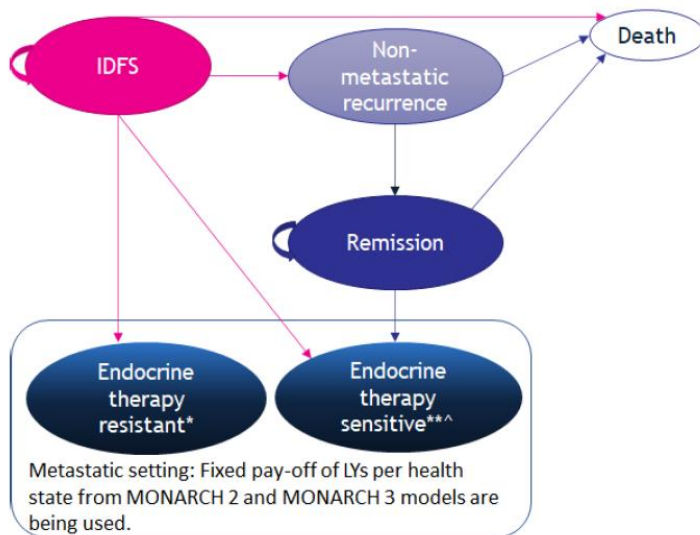 IDFS
Non-
metastatic
recurrence
Death
Remission
Endocrine
therapy
resistant*
Endocrine
therapy
sensitive**^
Metastatic setting: Fixed pay-off of LYs per health
state from MONARCH 2 and MONARCH 3 models are
being used.